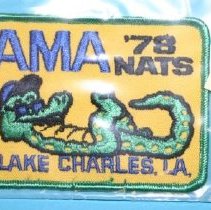 AMA '78
NATS
LAKE CHARLES, LA.